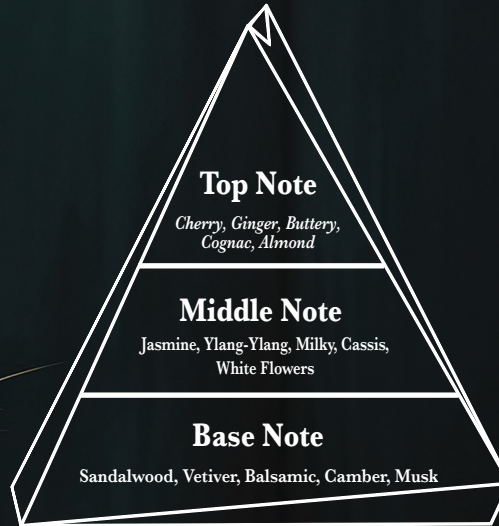 Top Note
Cherry, Ginger, Buttery,
Cognac, Almond
Middle Note
Jasmine, Ylang-Ylang, Milky, Cassis,
White Flowers
Base Note
Sandalwood, Vetiver, Balsamic, Camber, Musk